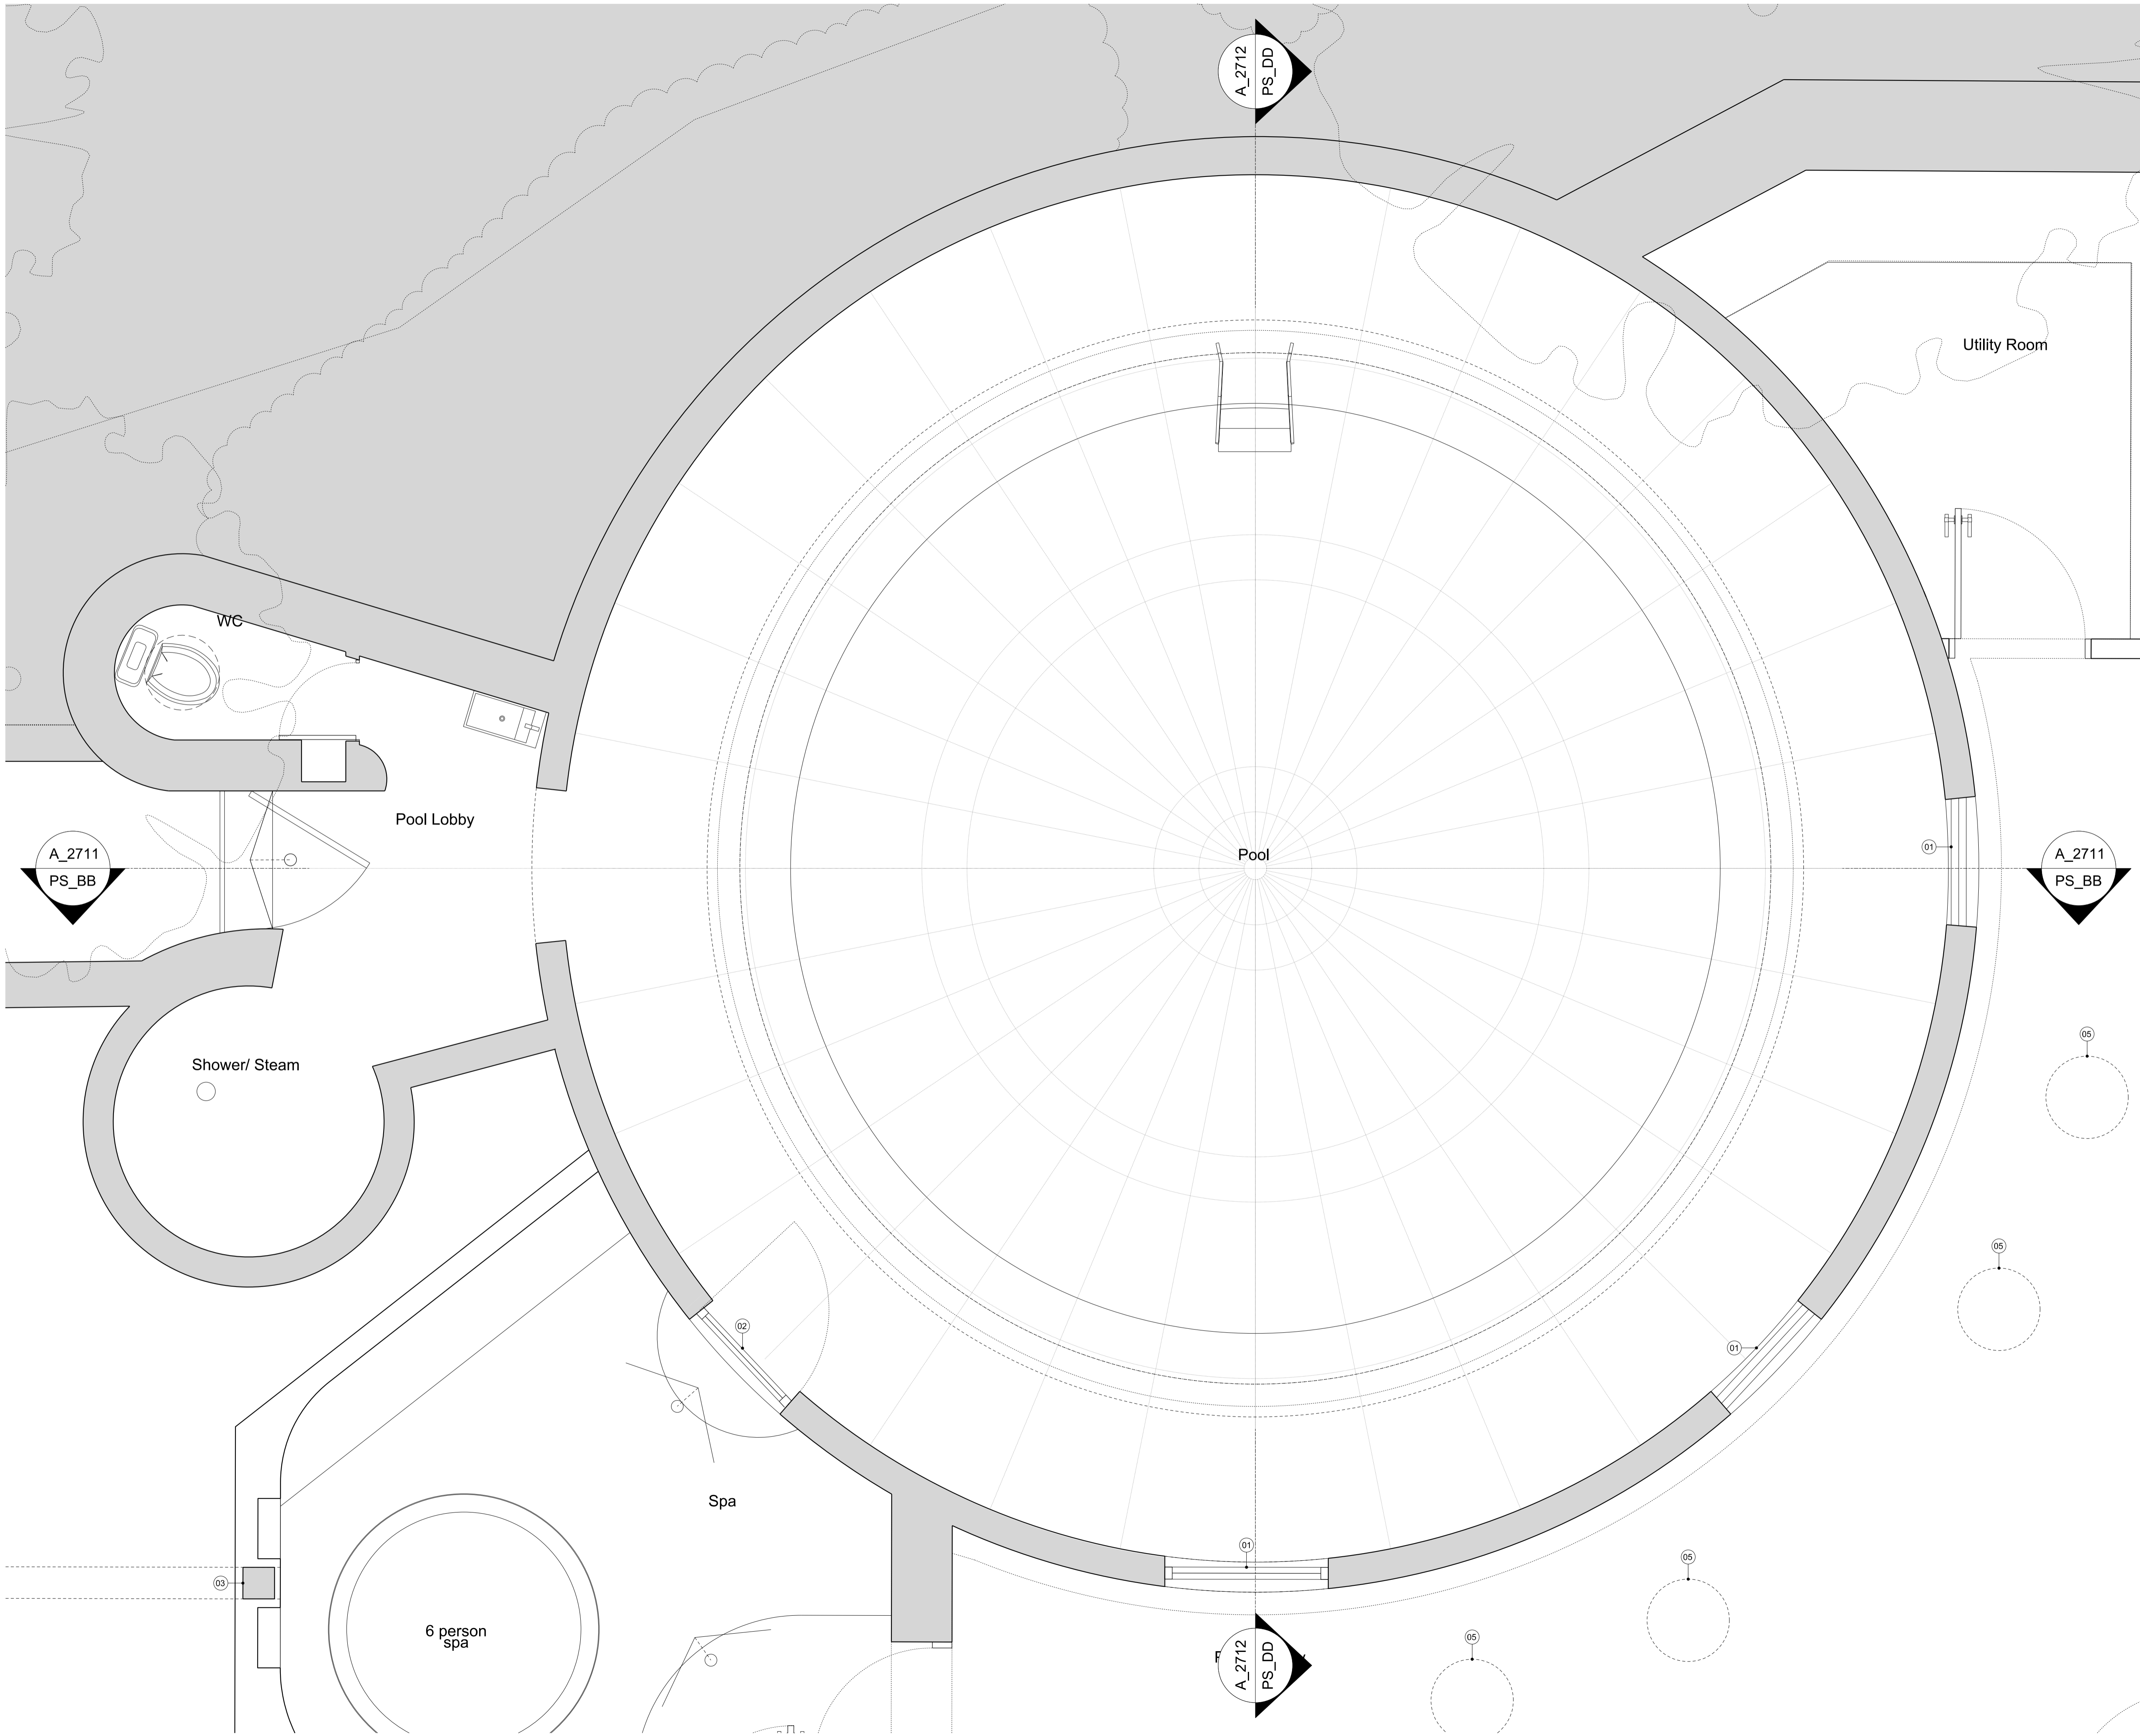 A_2712
PS_DD
Utility Room
WC
Pool Lobby
Pool
A_2711
PS_BB
01
A_2711
PS_BB
05
Shower/ Steam
05
02
01
Spa
01
05
03
6 person
spa
05
A_2712
PS_DD